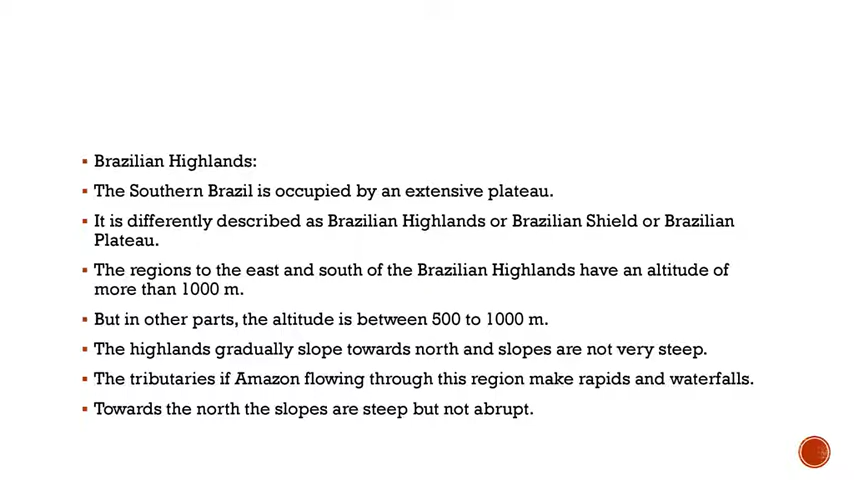 Brazilian Highlands:
The Southern Brazil is occupied by an extensive plateau.
It is differently described as Brazilian Highlands or Brazilian Shield or Brazilian
Plateau.
The regions to the east and south of the Brazilian Highlands have an altitude of
more than 1000 m.
But in other parts, the altitude is between 500 to 1000 m.
The highlands gradually slope towards north and slopes are not very steep.
The tributaries if Amazon flowing through this region make rapids and waterfalls.
Towards the north the slopes are steep but not abrupt.